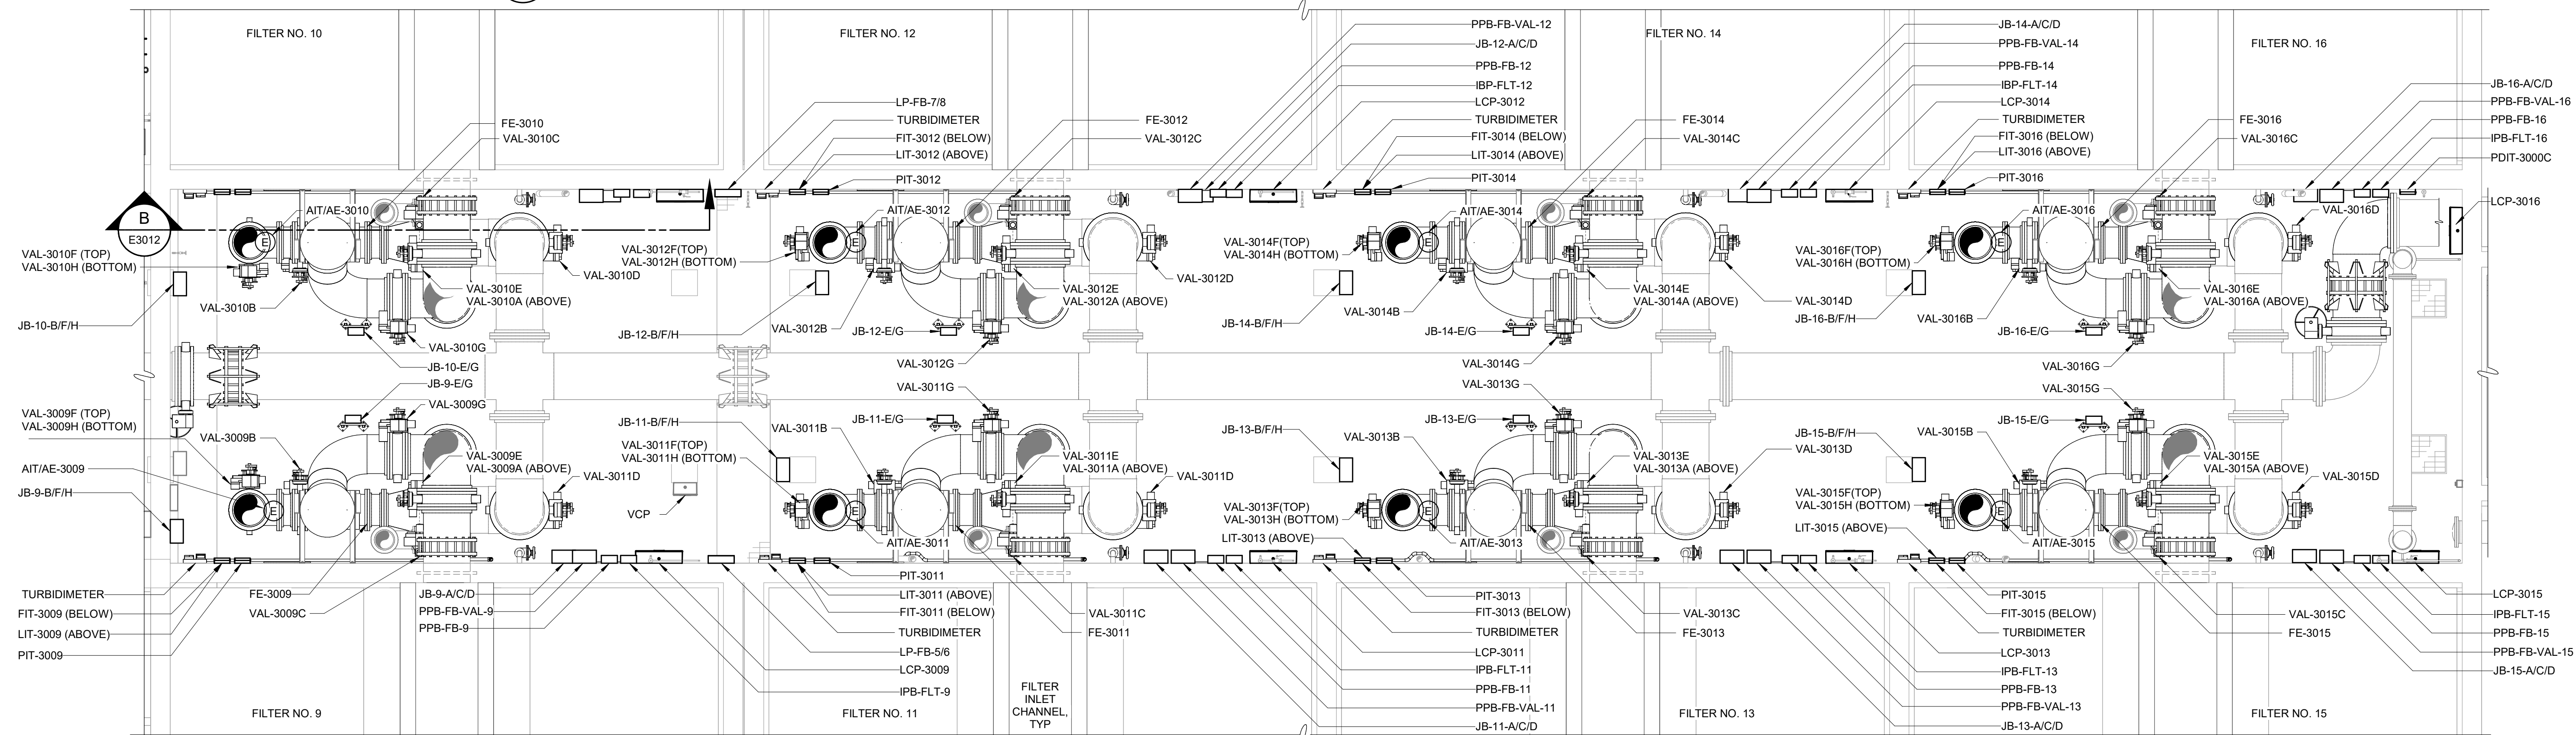 FILTER NO. 10
FILTER NO. 12
FILTER NO. 14
FILTER NO. 16
PPB-FB-VAL-12
JB-12-A/C/D
PPB-FB-12
IBP-FLT-12
LCP-3012
TURBIDIMETER
FIT-3014 (BELOW)
LIT-3014 (ABOVE)
PIT-3014
JB-14-A/C/D
PPB-FB-VAL-14
PPB-FB-14
IBP-FLT-14
LCP-3014
TURBIDIMETER
FIT-3016 (BELOW)
LIT-3016 (ABOVE)
PIT-3016
JB-16-A/C/D
PPB-FB-VAL-16
PPB-FB-16
IPB-FLT-16
PDIT-3000C
LCP-3016
LP-FB-7/8
TURBIDIMETER
FIT-3012 (BELOW)
LIT-3012 (ABOVE)
PIT-3012
FE-3010
VAL-3010C
FE-3012
VAL-3012C
FE-3014
VAL-3014C
FE-3016
VAL-3016C
B
E3012
AIT/AE-3010
E
VAL-3010F (TOP)
VAL-3010H (BOTTOM)
VAL-3010B
VAL-3010D
VAL-3010E
VAL-3010A (ABOVE)
JB-10-B/F/H
VAL-3010G
JB-10-E/G
AIT/AE-3012
E
VAL-3012F(TOP)
VAL-3012H (BOTTOM)
VAL-3012D
VAL-3012E
VAL-3012A (ABOVE)
JB-12-B/F/H
VAL-3012B
JB-12-E/G
VAL-3012G
AIT/AE-3014
E
VAL-3014F(TOP)
VAL-3014H (BOTTOM)
VAL-3014E
VAL-3014A (ABOVE)
VAL-3014D
JB-14-B/F/H
VAL-3014B
JB-14-E/G
VAL-3014G
AIT/AE-3016
E
VAL-3016D
VAL-3016F(TOP)
VAL-3016H (BOTTOM)
VAL-3016E
VAL-3016A (ABOVE)
JB-16-B/F/H
VAL-3016B
JB-16-E/G
VAL-3016G
JB-9-E/G
VAL-3009G
VAL-3009F (TOP)
VAL-3009H (BOTTOM)
VAL-3009B
VAL-3009E
VAL-3009A (ABOVE)
AIT/AE-3009
E
VAL-3011D
JB-9-B/F/H
VCP
VAL-3011G
JB-11-B/F/H
JB-11-E/G
VAL-3011B
VAL-3011F(TOP)
VAL-3011H (BOTTOM)
VAL-3011E
VAL-3011A (ABOVE)
VAL-3011D
E
AIT/AE-3011
VAL-3013G
JB-13-E/G
JB-13-B/F/H
VAL-3013B
VAL-3013E
VAL-3013A (ABOVE)
VAL-3013D
VAL-3013F(TOP)
VAL-3013H (BOTTOM)
E
LIT-3013 (ABOVE)
AIT/AE-3013
VAL-3015G
JB-15-E/G
JB-15-B/F/H
VAL-3015B
VAL-3015E
VAL-3015A (ABOVE)
VAL-3015D
VAL-3015F(TOP)
VAL-3015H (BOTTOM)
E
LIT-3015 (ABOVE)
AIT/AE-3015
TURBIDIMETER
FIT-3009 (BELOW)
LIT-3009 (ABOVE)
PIT-3009
FE-3009
VAL-3009C
JB-9-A/C/D
PPB-FB-VAL-9
PPB-FB-9
PIT-3011
LIT-3011 (ABOVE)
FIT-3011 (BELOW)
TURBIDIMETER
LP-FB-5/6
LCP-3009
IPB-FLT-9
VAL-3011C
FE-3011
PIT-3013
FIT-3013 (BELOW)
TURBIDIMETER
LCP-3011
IPB-FLT-11
PPB-FB-11
PPB-FB-VAL-11
JB-11-A/C/D
VAL-3013C
FE-3013
PIT-3015
FIT-3015 (BELOW)
TURBIDIMETER
LCP-3013
IPB-FLT-13
PPB-FB-13
PPB-FB-VAL-13
JB-13-A/C/D
VAL-3015C
FE-3015
LCP-3015
IPB-FLT-15
PPB-FB-15
PPB-FB-VAL-15
JB-15-A/C/D
FILTER NO. 9
FILTER NO. 11
FILTER
INLET
CHANNEL,
TYP
FILTER NO. 13
FILTER NO. 15